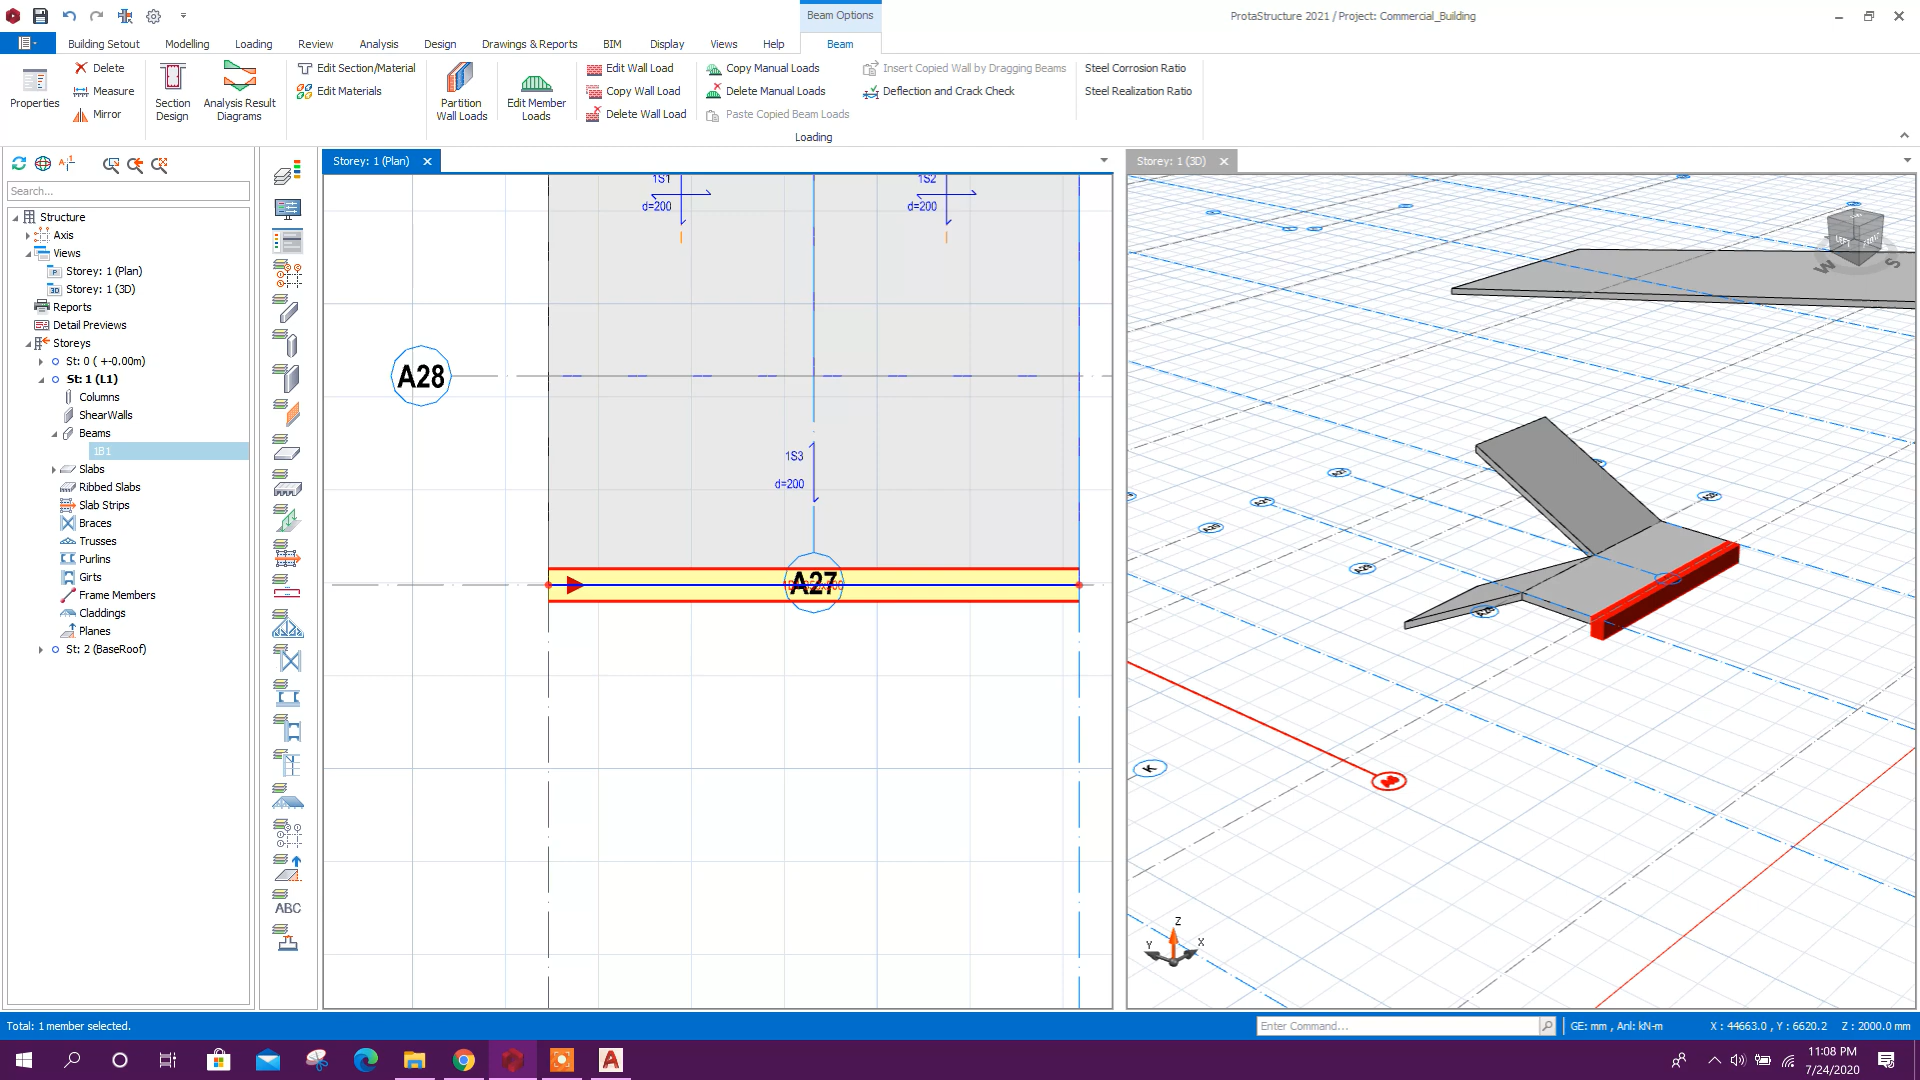 Beam Options
ProtaStructure 2021 / Project: Commercial_Building
Building Setout
Modelling
Loading
Review
Analysis
Design
Drawings & Reports
BIM
Display
Views
Help
Beam
Properties
Delete
Measure
Mirror
Section Design
Analysis Result Diagrams
Edit Section/Material
Edit Materials
Partition Wall Loads
Edit Member Loads
Edit Wall Load
Copy Wall Load
Delete Wall Load
Copy Manual Loads
Delete Manual Loads
Paste Copied Beam Loads
Insert Copied Wall by Dragging Beams
Deflection and Crack Check
Steel Corrosion Ratio
Steel Realization Ratio
Loading
Search...
Structure
Axis
Views
Storey: 1 (Plan)
Storey: 1 (3D)
Reports
Detail Previews
Storeys
St: 0 ( +-0.00m)
St: 1 (L1)
Columns
ShearWalls
Beams
1B1
Slabs
Ribbed Slabs
Slab Strips
Braces
Trusses
Purlins
Girts
Frame Members
Claddings
Planes
St: 2 (BaseRoof)
ABC
Storey: 1 (Plan)
1S1
d=200
1S2
d=200
A28
1S3
d=200
A27
Storey: 1 (3D)
LEFT
W
S
K
Z
Y
X
Total: 1 member selected.
Enter Command...
GE: mm , Anl: kN-m
X : 44663.0 , Y : 6620.2
Z : 2000.0 mm
11:08 PM
7/24/2020